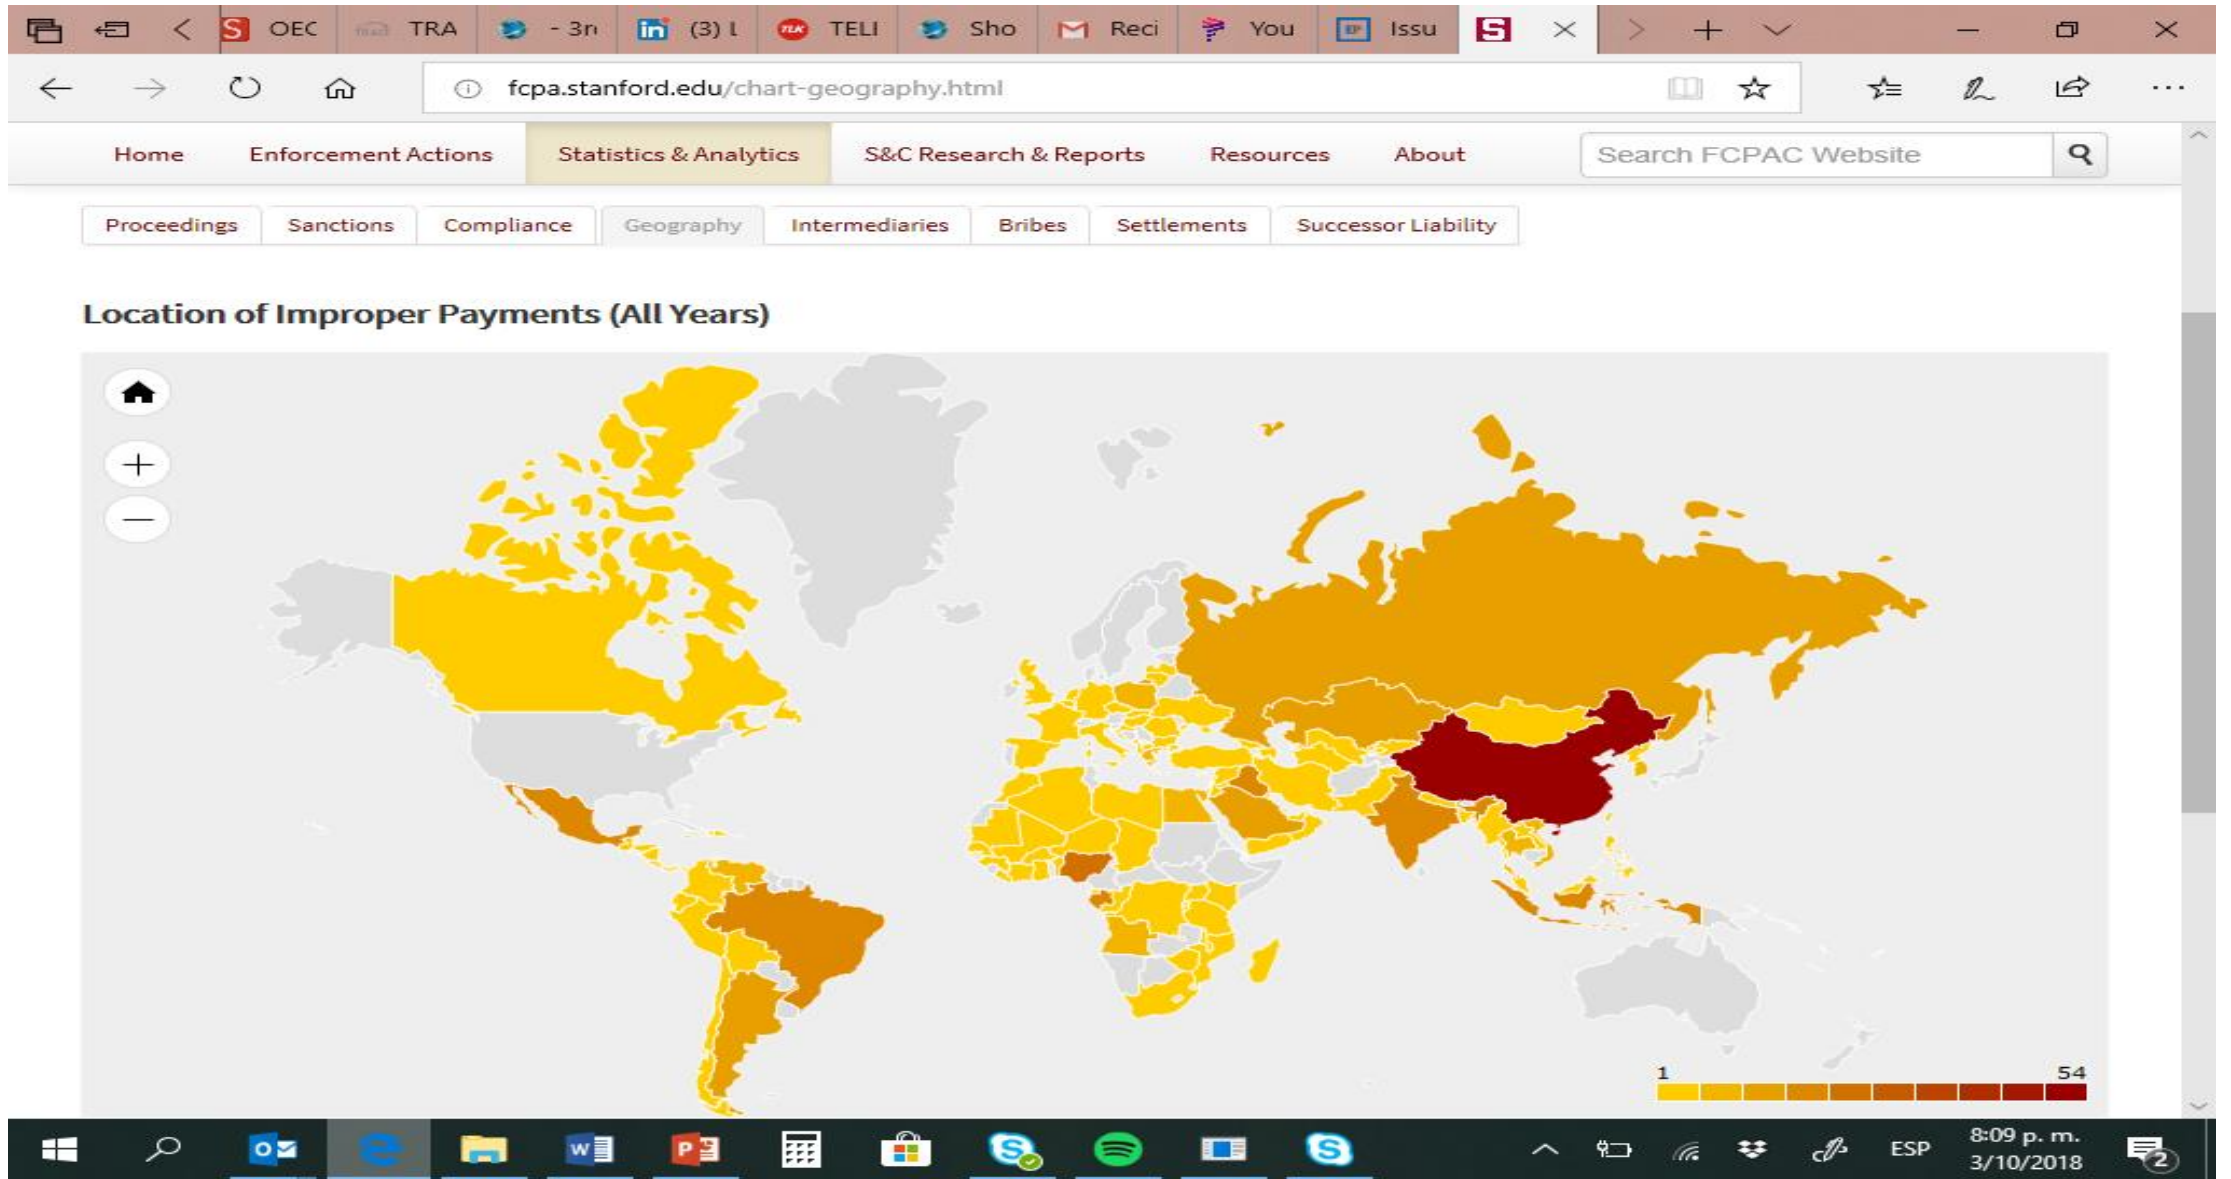 OEC TRA - 3rı (3) L TELI Sho Reci You Issu
fcpa.stanford.edu/chart-geography.html
Home Enforcement Actions Statistics & Analytics S&C Research & Reports Resources About Search FCPAC Website
Proceedings Sanctions Compliance Geography Intermediaries Bribes Settlements Successor Liability
Location of Improper Payments (All Years)
1 54
ESP 8:09 p. m.
3/10/2018 2